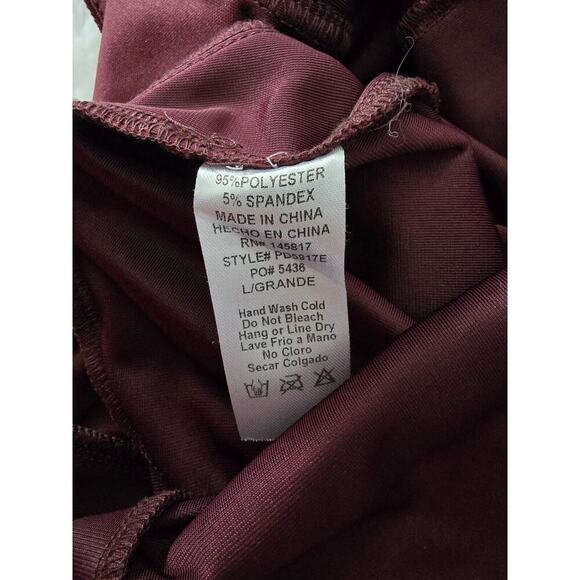 95%POLYESTER
5% SPANDEX
MADE IN CHINA
HECHO EN CHINA
RN# 145817
STYLE# PD5917E
PO# 5436
L/GRANDE
Hand Wash Cold
Do Not Bleach
Hang or Line Dry
Lave Frio a Mano
No Cloro
Secar Colgado